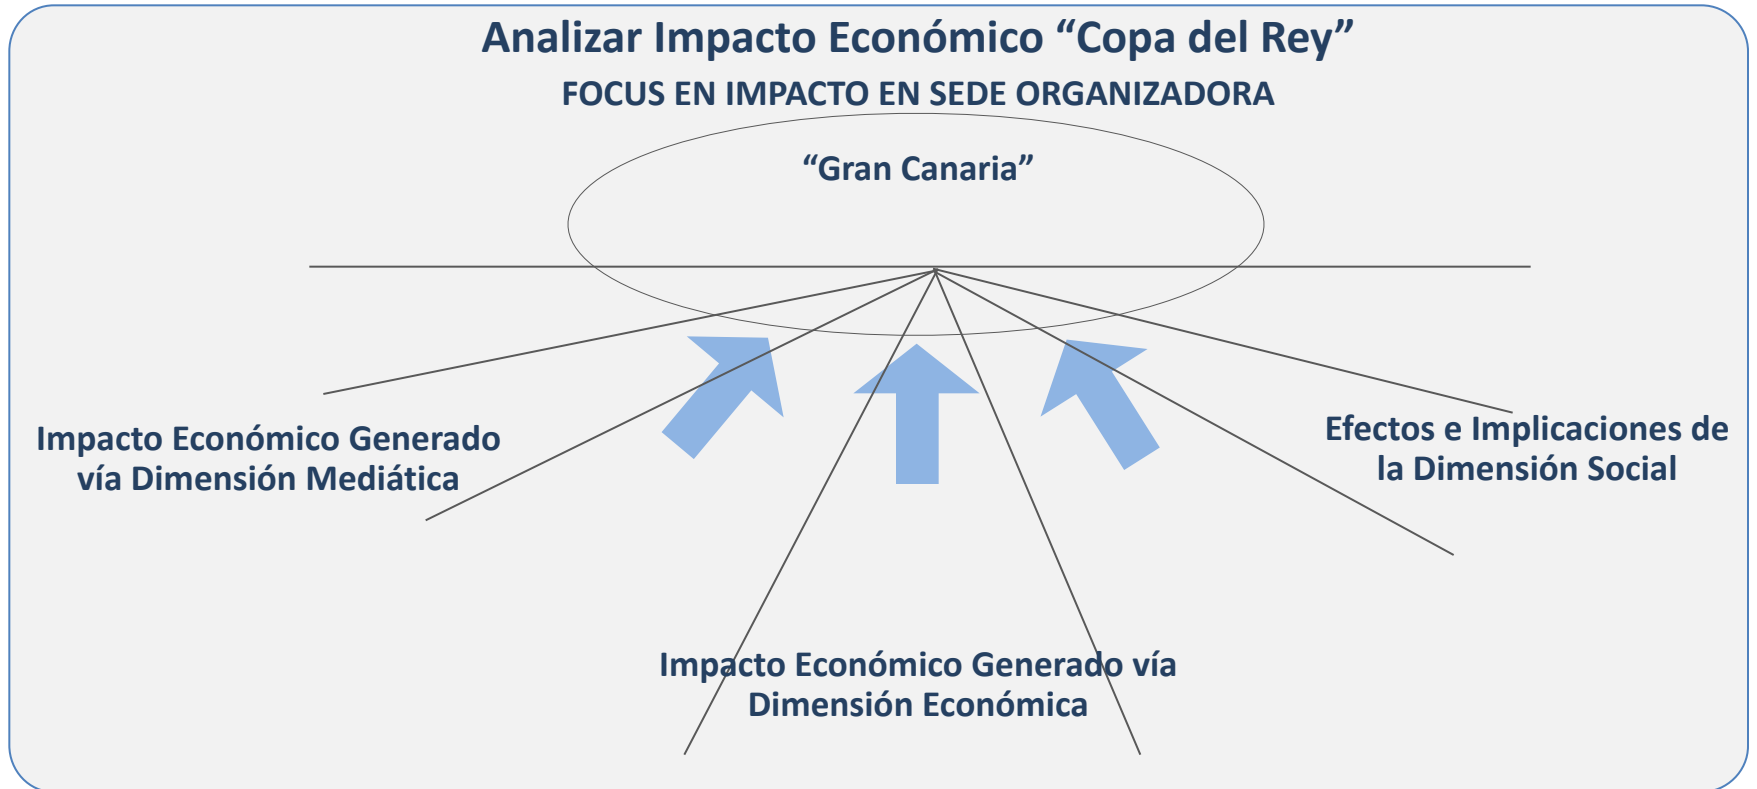 Analizar Impacto Económico “Copa del Rey”
FOCUS EN IMPACTO EN SEDE ORGANIZADORA
“Gran Canaria”
Impacto Económico Generado
vía Dimensión Mediática
Efectos e Implicaciones de
la Dimensión Social
Impacto Económico Generado vía
Dimensión Económica